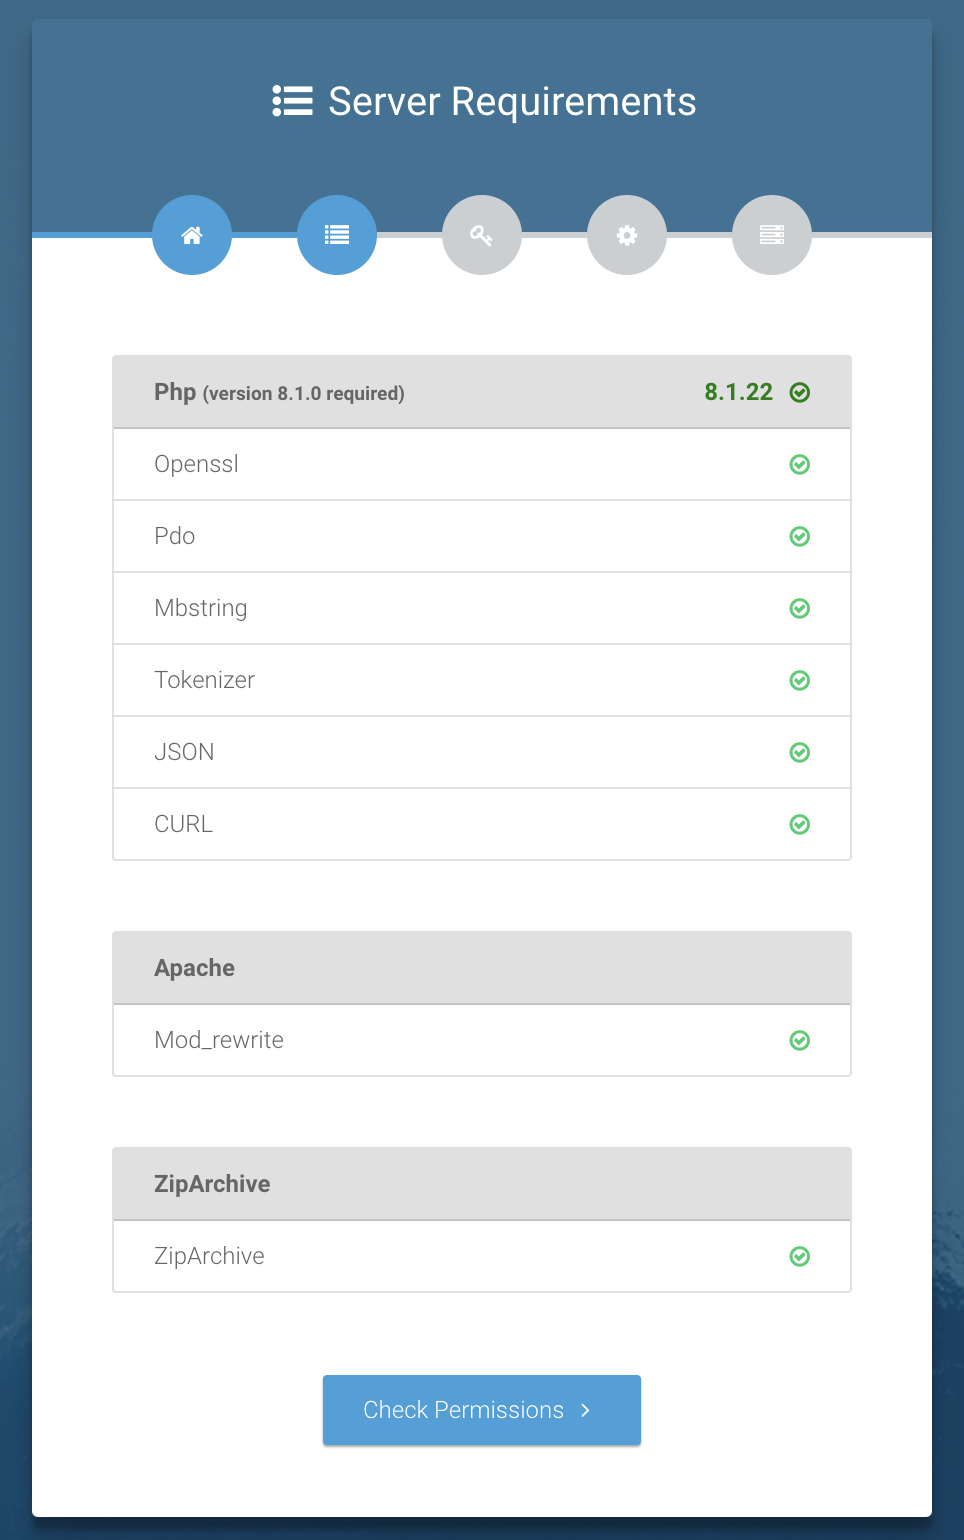 Server Requirements
Php (version 8.1.0 required) 8.1.22
Openssl
Pdo
Mbstring
Tokenizer
JSON
CURL
Apache
Mod_rewrite
ZipArchive
ZipArchive
Check Permissions